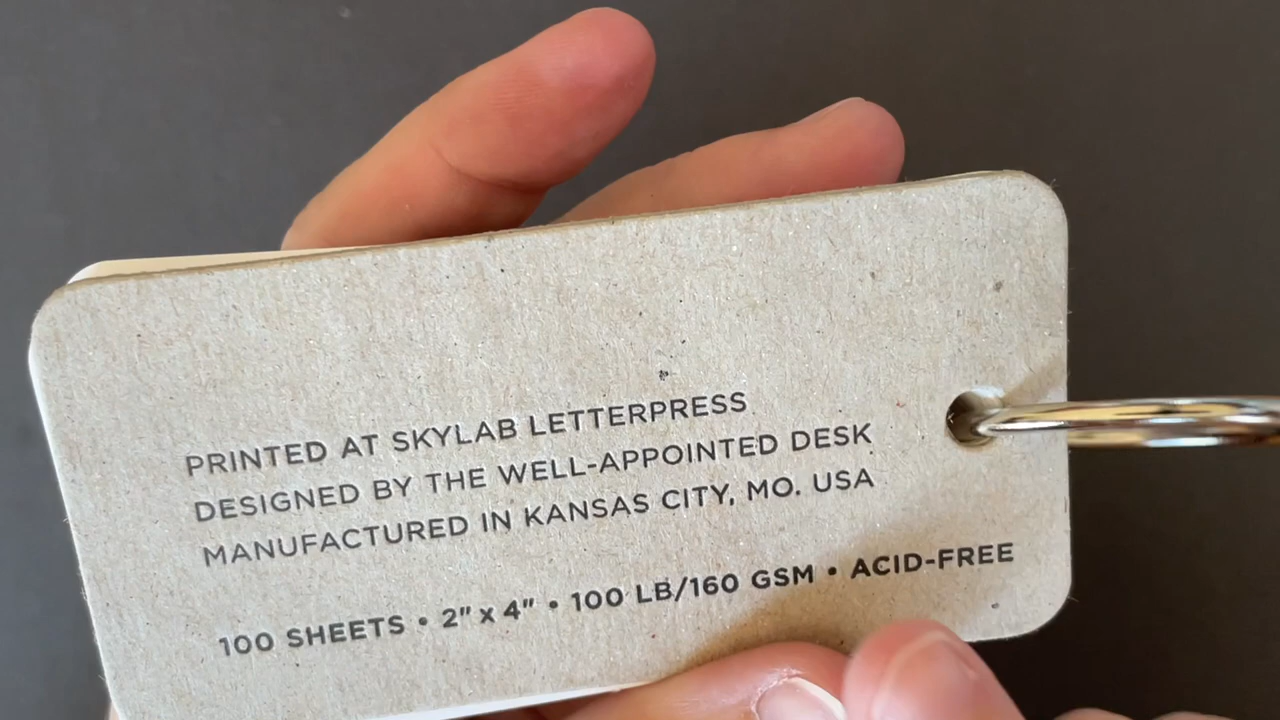 PRINTED AT SKYLAB LETTERPRESS
DESIGNED BY THE WELL-APPOINTED DESK
MANUFACTURED IN KANSAS CITY, MO. USA
100 SHEETS • 2" x 4" • 100 LB/160 GSM • ACID-FREE